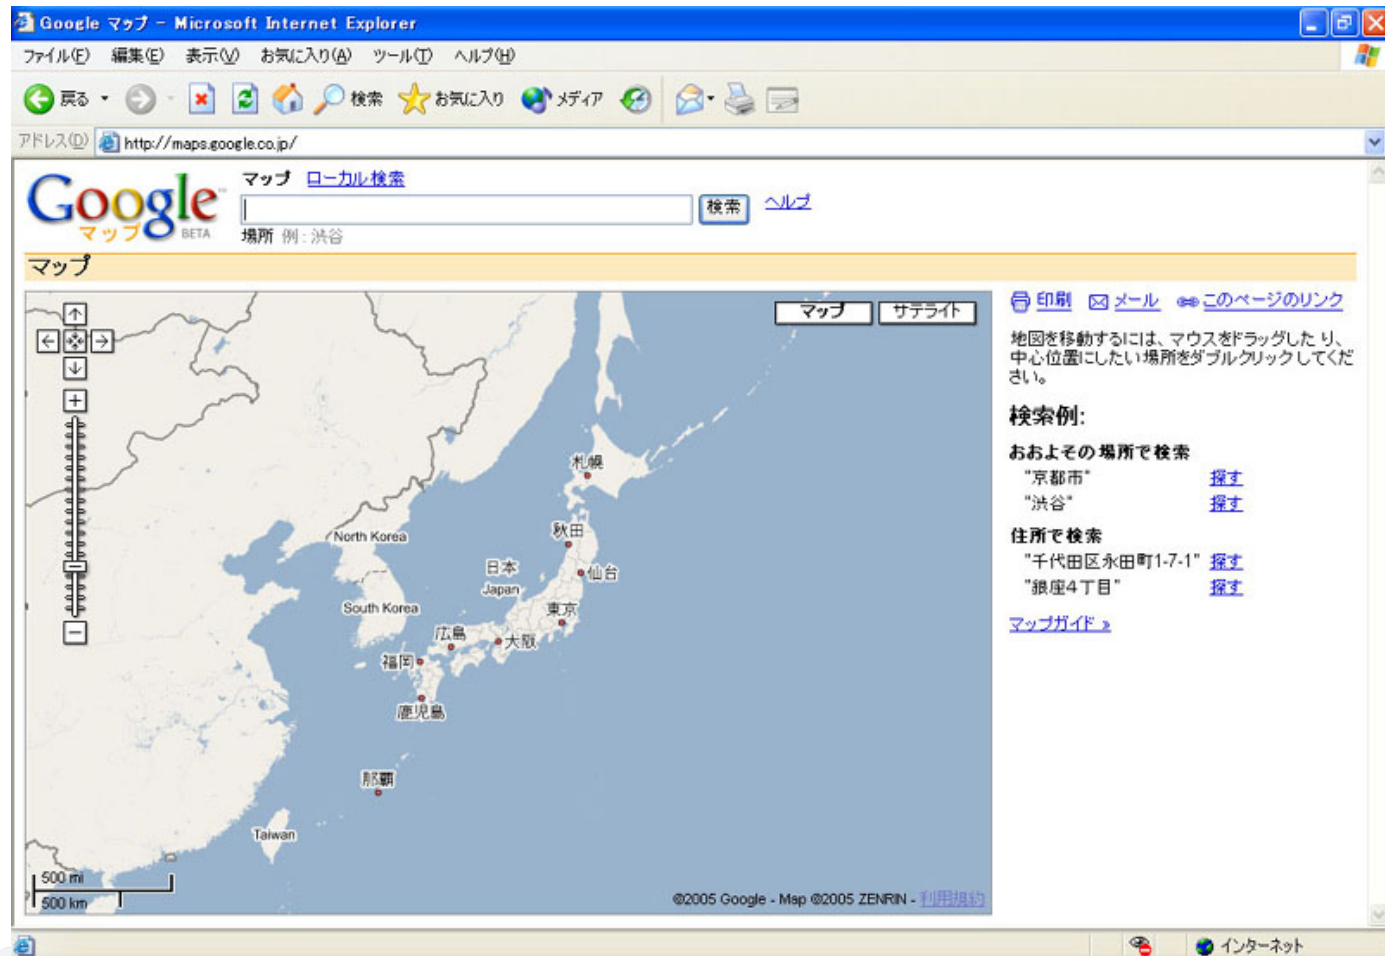 Google マップ - Microsoft Internet Explorer
ファイル(F) 編集(E) 表示(V) お気に入り(A) ツール(T) ヘルプ(H)
戻る 検索 お気に入り メディア
アドレス(D) http://maps.google.co.jp/
マップ ローカル検索
Google マップ BETA
検索 ヘルプ
場所 例：渋谷
マップ
マップ サテライト
印刷 メール このページのリンク
地図を移動するには、マウスをドラッグしたり、
中心位置にしたい場所をダブルクリックしてくだ
さい。
検索例:
おおよその場所で検索
"京都市" 探す
"渋谷" 探す
住所で検索
"千代田区永田町1-7-1" 探す
"銀座4丁目" 探す
マップガイド »
札幌
秋田
North Korea
日本
Japan
仙台
South Korea
東京
広島
大阪
福岡
鹿児島
那覇
Taiwan
500 mi
500 km
©2005 Google - Map ©2005 ZENRIN - 利用規約
インターネット